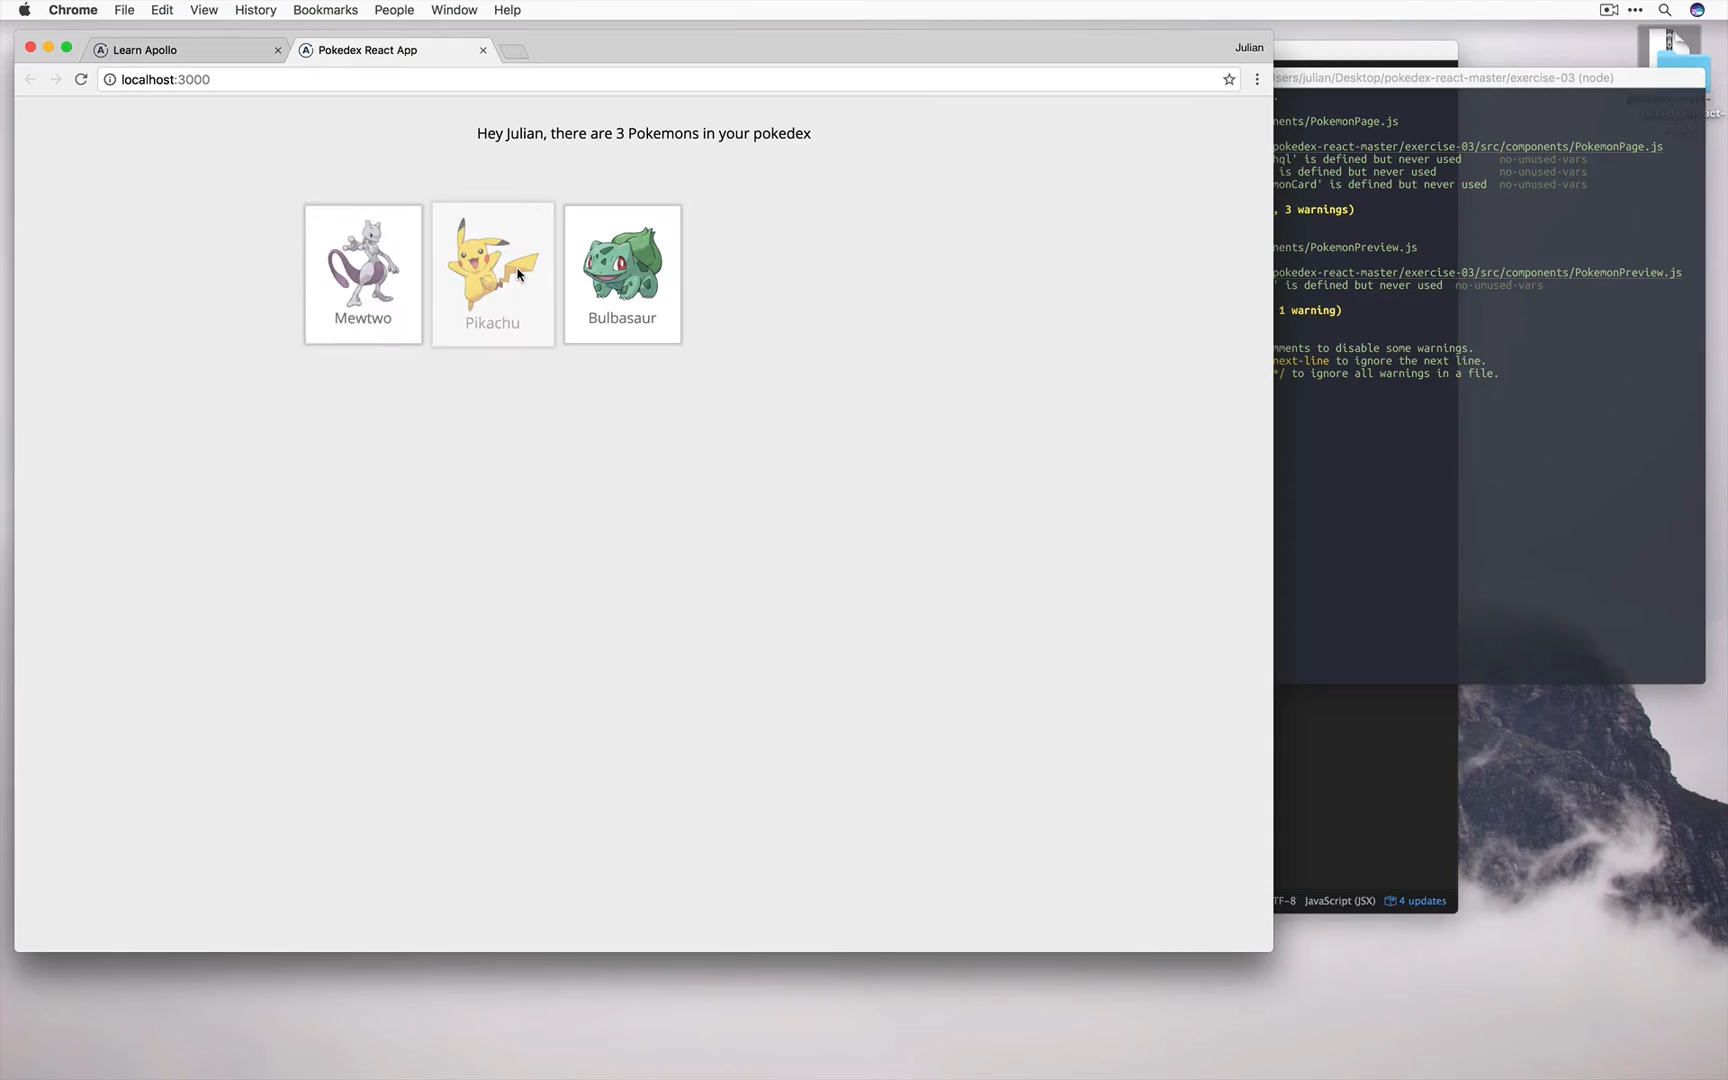 Chrome File Edit View History Bookmarks People Window Help
Learn Apollo
Pokedex React App
Julian
localhost:3000
Hey Julian, there are 3 Pokemons in your pokedex
Mewtwo
Pikachu
Bulbasaur
sers/julian/Desktop/pokedex-react-master/exercise-03 (node)
nents/PokemonPage.js
pokedex-react-master/exercise-03/src/components/PokemonPage.js
hql' is defined but never used no-unused-vars
is defined but never used no-unused-vars
monCard' is defined but never used no-unused-vars
, 3 warnings)
nents/PokemonPreview.js
pokedex-react-master/exercise-03/src/components/PokemonPreview.js
' is defined but never used no-unused-vars
1 warning)
mments to disable some warnings.
next-line to ignore the next line.
*/ to ignore all warnings in a file.
TF-8 JavaScript (JSX) 4 updates